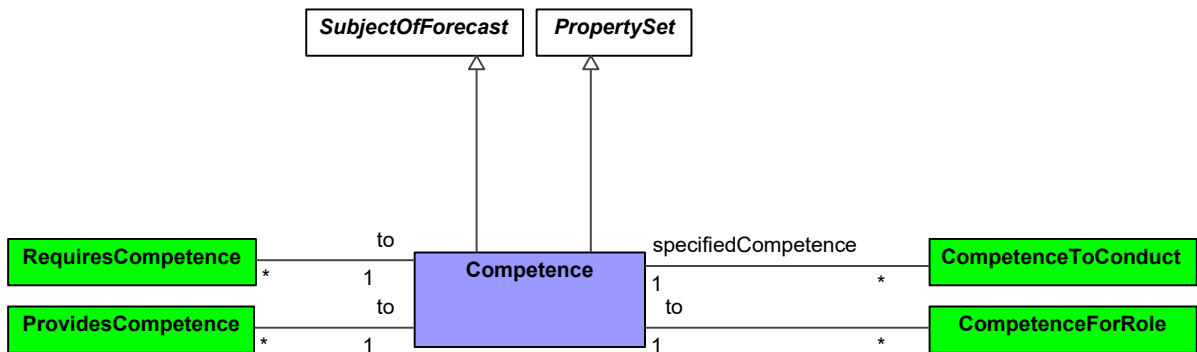 SubjectOfForecast
PropertySet
RequiresCompetence
to
*
1
Competence
specifiedCompetence
1
*
CompetenceToConduct
ProvidesCompetence
to
*
1
to
1
*
CompetenceForRole